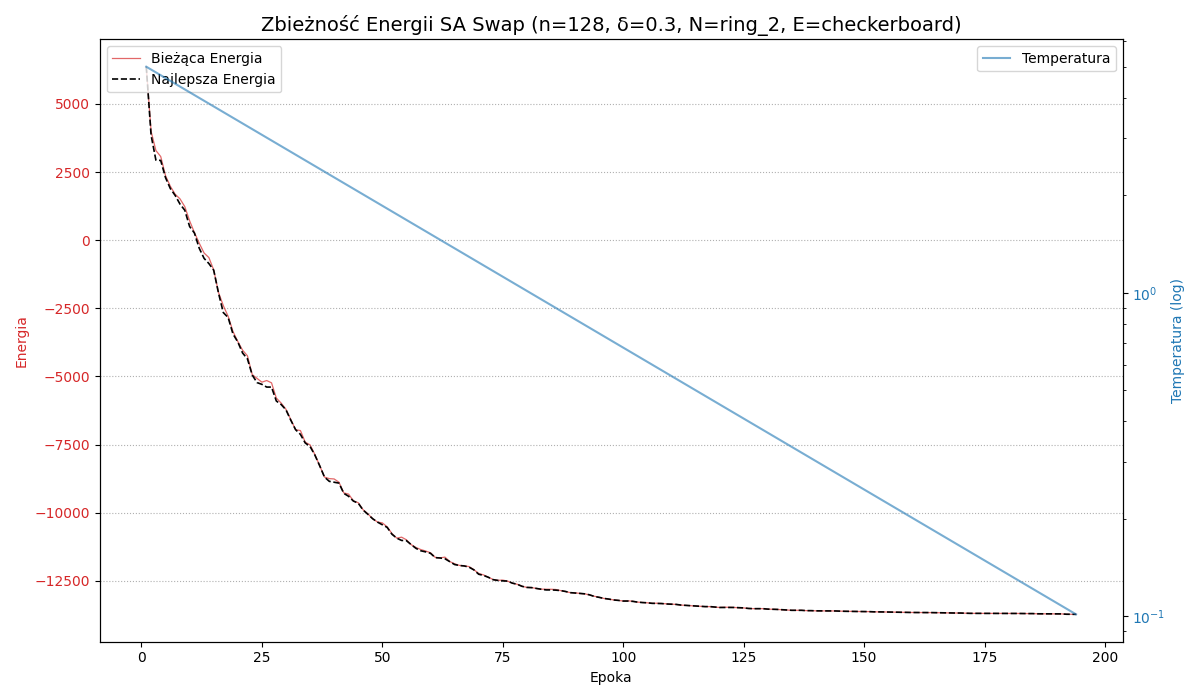 Zbieżność Energii SA Swap (n=128, δ=0.3, N=ring_2, E=checkerboard)
Bieżąca Energia
Najlepsza Energia
Temperatura
5000
2500
0
−2500
−5000
−7500
−10000
−12500
Energia
10⁰
10⁻¹
Temperatura (log)
0 25 50 75 100 125 150 175 200
Epoka